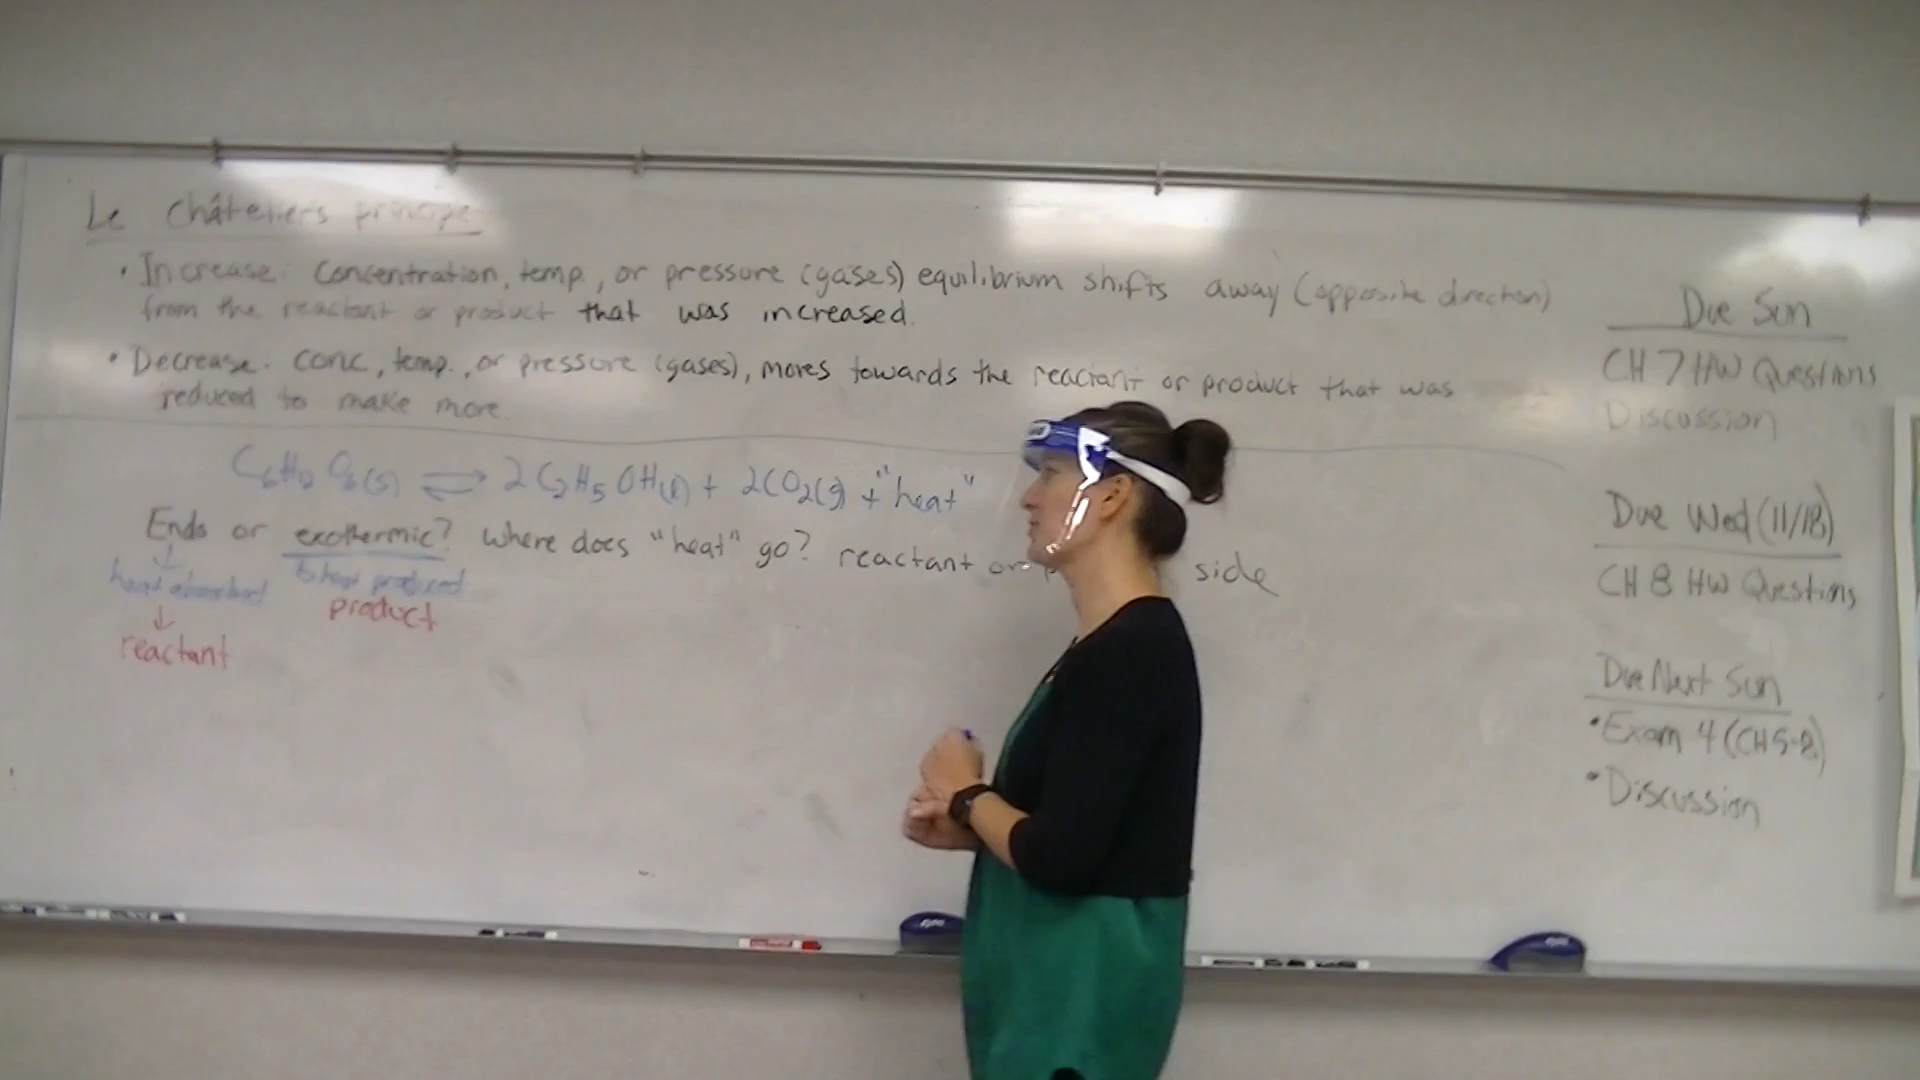 Le Châtelier's principe
• Increase: Concentration, temp., or pressure (gases) equilibrium shifts away (opposite direction)
from the reactant or product that was increased.
• Decrease: conc, temp., or pressure (gases), moves towards the reactant or product that was
reduced to make more.
C6H12O6(s) ⇌ 2C2H5OH(l) + 2CO2(g) + "heat"
Endo or exothermic? Where does "heat" go? reactant or side
↓ heat absorbed
↳ heat produced
product
↓
reactant
Due Sun
CH 7 HW Questions
Discussion
Due Wed (11/18)
CH 8 HW Questions
Due Next Sun
• Exam 4 (CH 5-8)
• Discussion